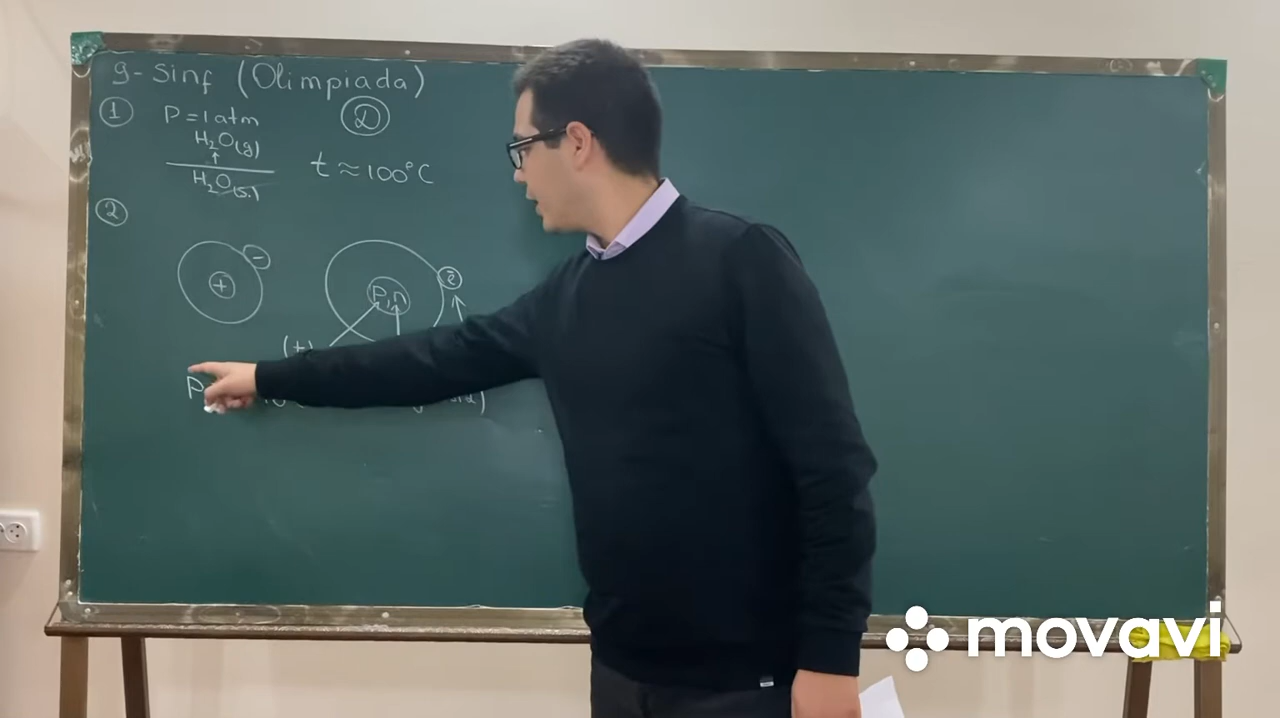 9-Sinf (Olimpiada)
① P=1atm Ⓓ
H₂O(g)
↑
H₂O(s.) t≈100°C
②
+ − P,n ē
(+)
P
movavi